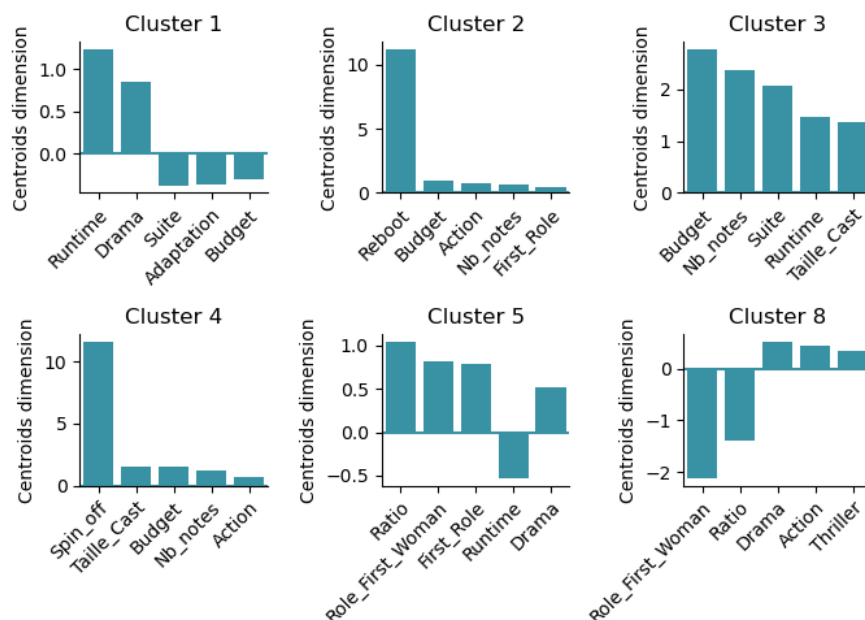 Cluster 1
Centroids dimension
1.0
0.5
0.0
Runtime
Drama
Suite
Adaptation
Budget
Cluster 2
Centroids dimension
10
5
0
Reboot
Budget
Action
Nb_notes
First_Role
Cluster 3
Centroids dimension
2
1
0
Budget
Nb_notes
Suite
Runtime
Taille_Cast
Cluster 4
Centroids dimension
10
5
0
Spin_off
Taille_Cast
Budget
Nb_notes
Action
Cluster 5
Centroids dimension
1.0
0.5
0.0
−0.5
Ratio
Role_First_Woman
First_Role
Runtime
Drama
Cluster 8
Centroids dimension
0
−1
−2
Role_First_Woman
Ratio
Drama
Action
Thriller